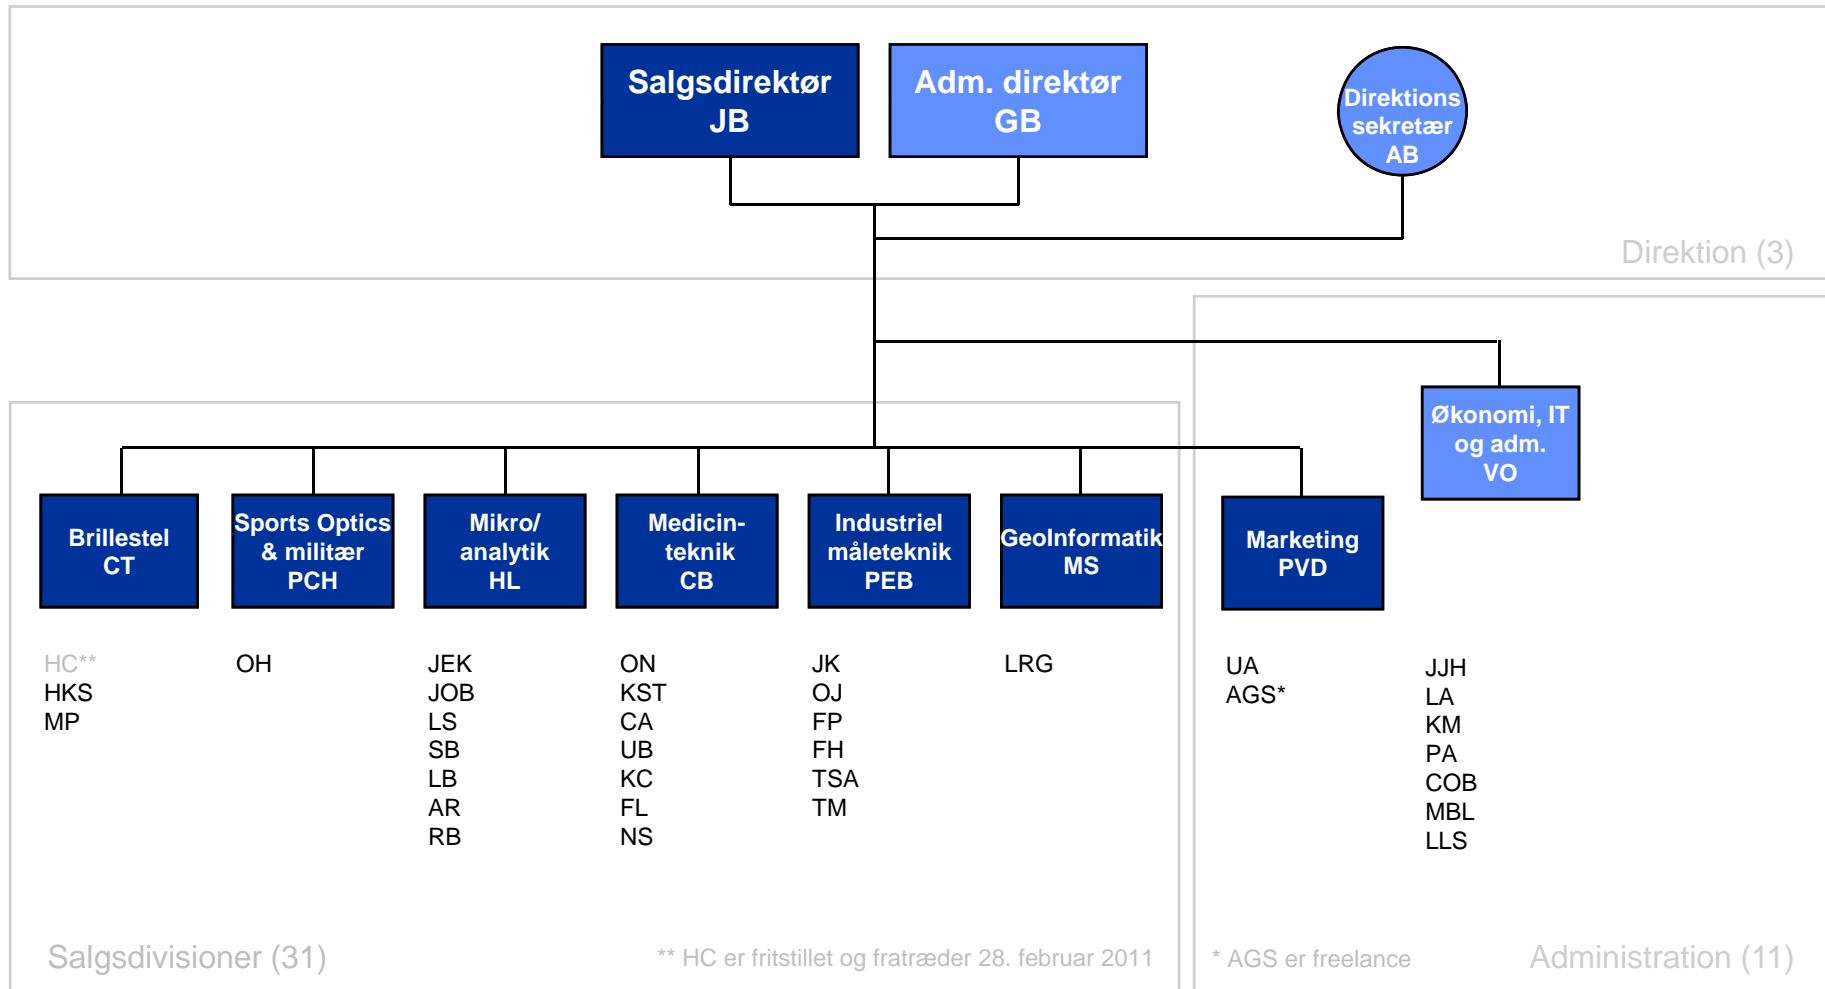 Salgsdirektør
JB
Adm. direktør
GB
Direktions
sekretær
AB
Direktion (3)
Økonomi, IT
og adm.
VO
Brillestel
CT
Sports Optics
& militær
PCH
Mikro/
analytik
HL
Medicin-
teknik
CB
Industriel
måleteknik
PEB
GeoInformatik
MS
Marketing
PVD
HC**
HKS
MP
OH
JEK
JOB
LS
SB
LB
AR
RB
ON
KST
CA
UB
KC
FL
NS
JK
OJ
FP
FH
TSA
TM
LRG
UA
AGS*
JJH
LA
KM
PA
COB
MBL
LLS
Salgsdivisioner (31)
** HC er fritstillet og fratræder 28. februar 2011
* AGS er freelance
Administration (11)